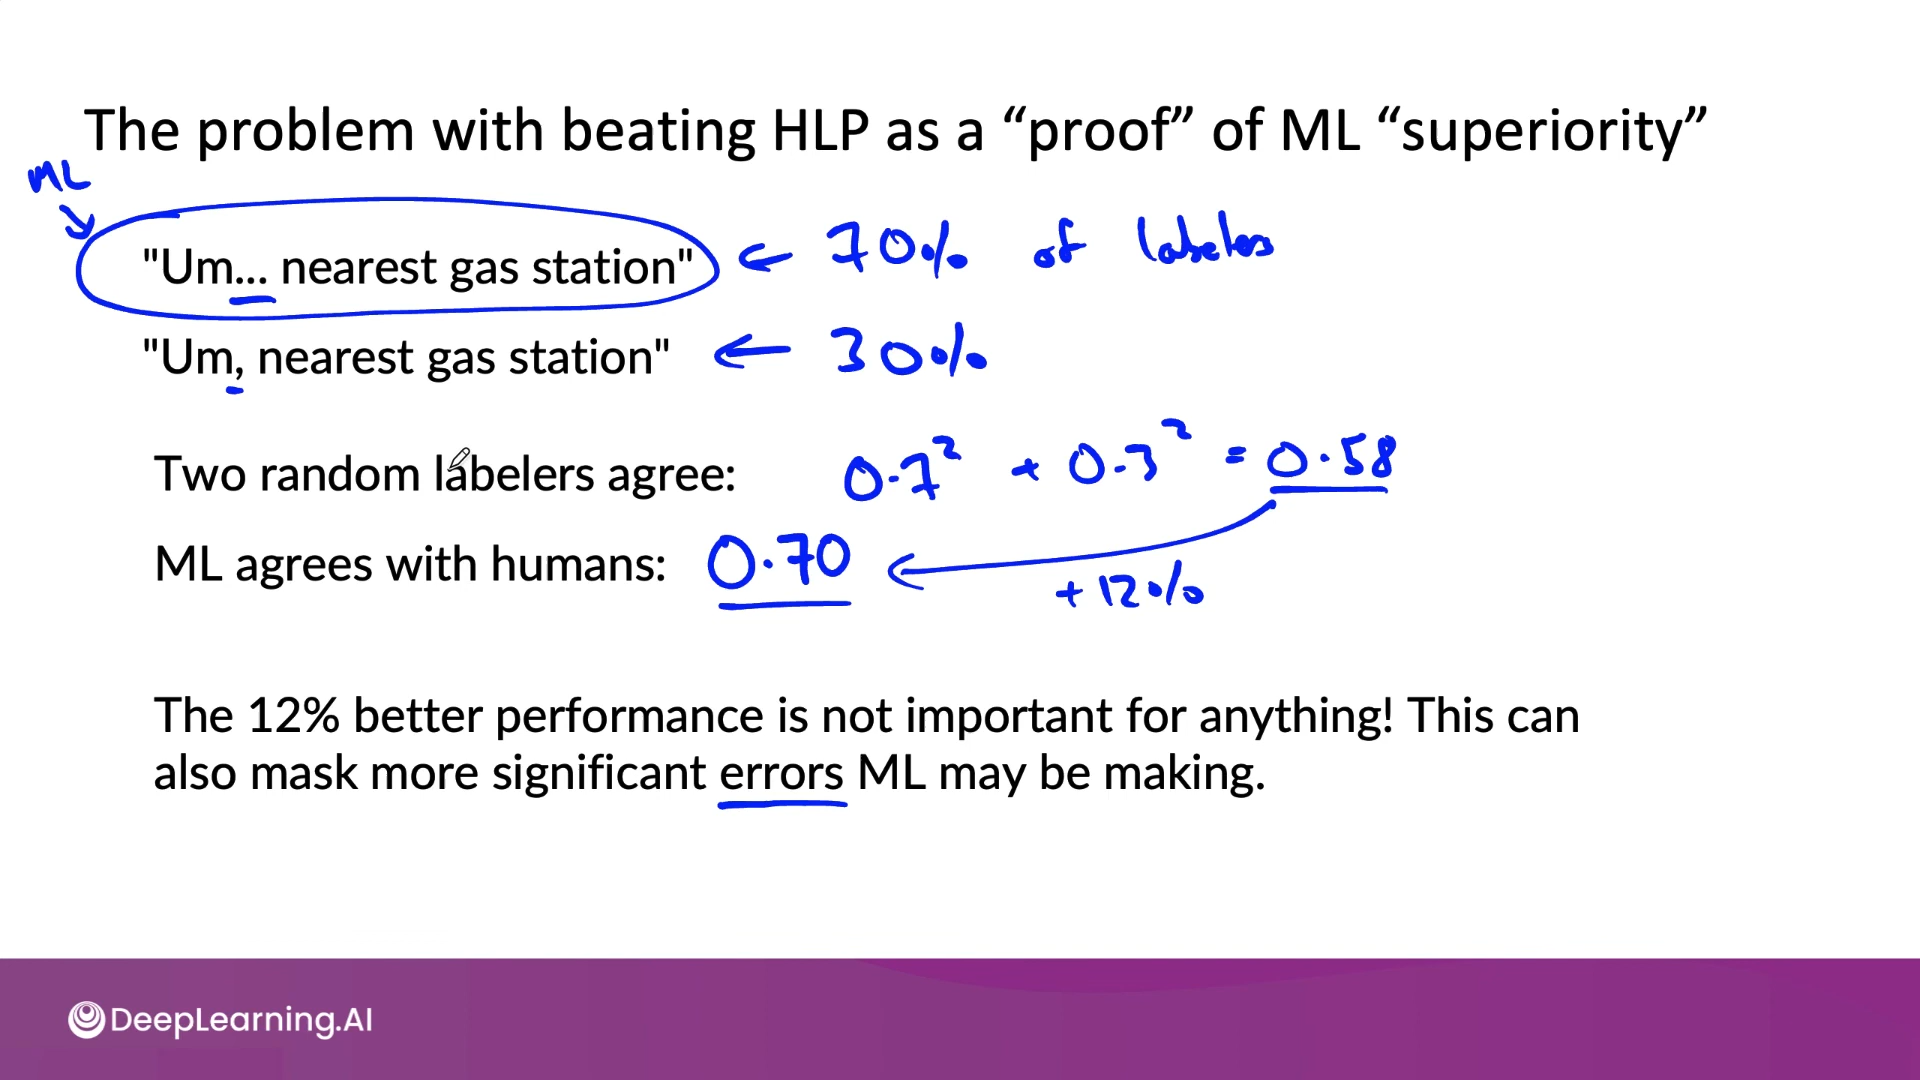 The problem with beating HLP as a “proof” of ML “superiority”
ML
"Um... nearest gas station" ← 70% of labelers
"Um, nearest gas station" ← 30%
Two random labelers agree: 0.7² + 0.3² = 0.58
ML agrees with humans: 0.70
+12%
The 12% better performance is not important for anything! This can
also mask more significant errors ML may be making.
DeepLearning.AI